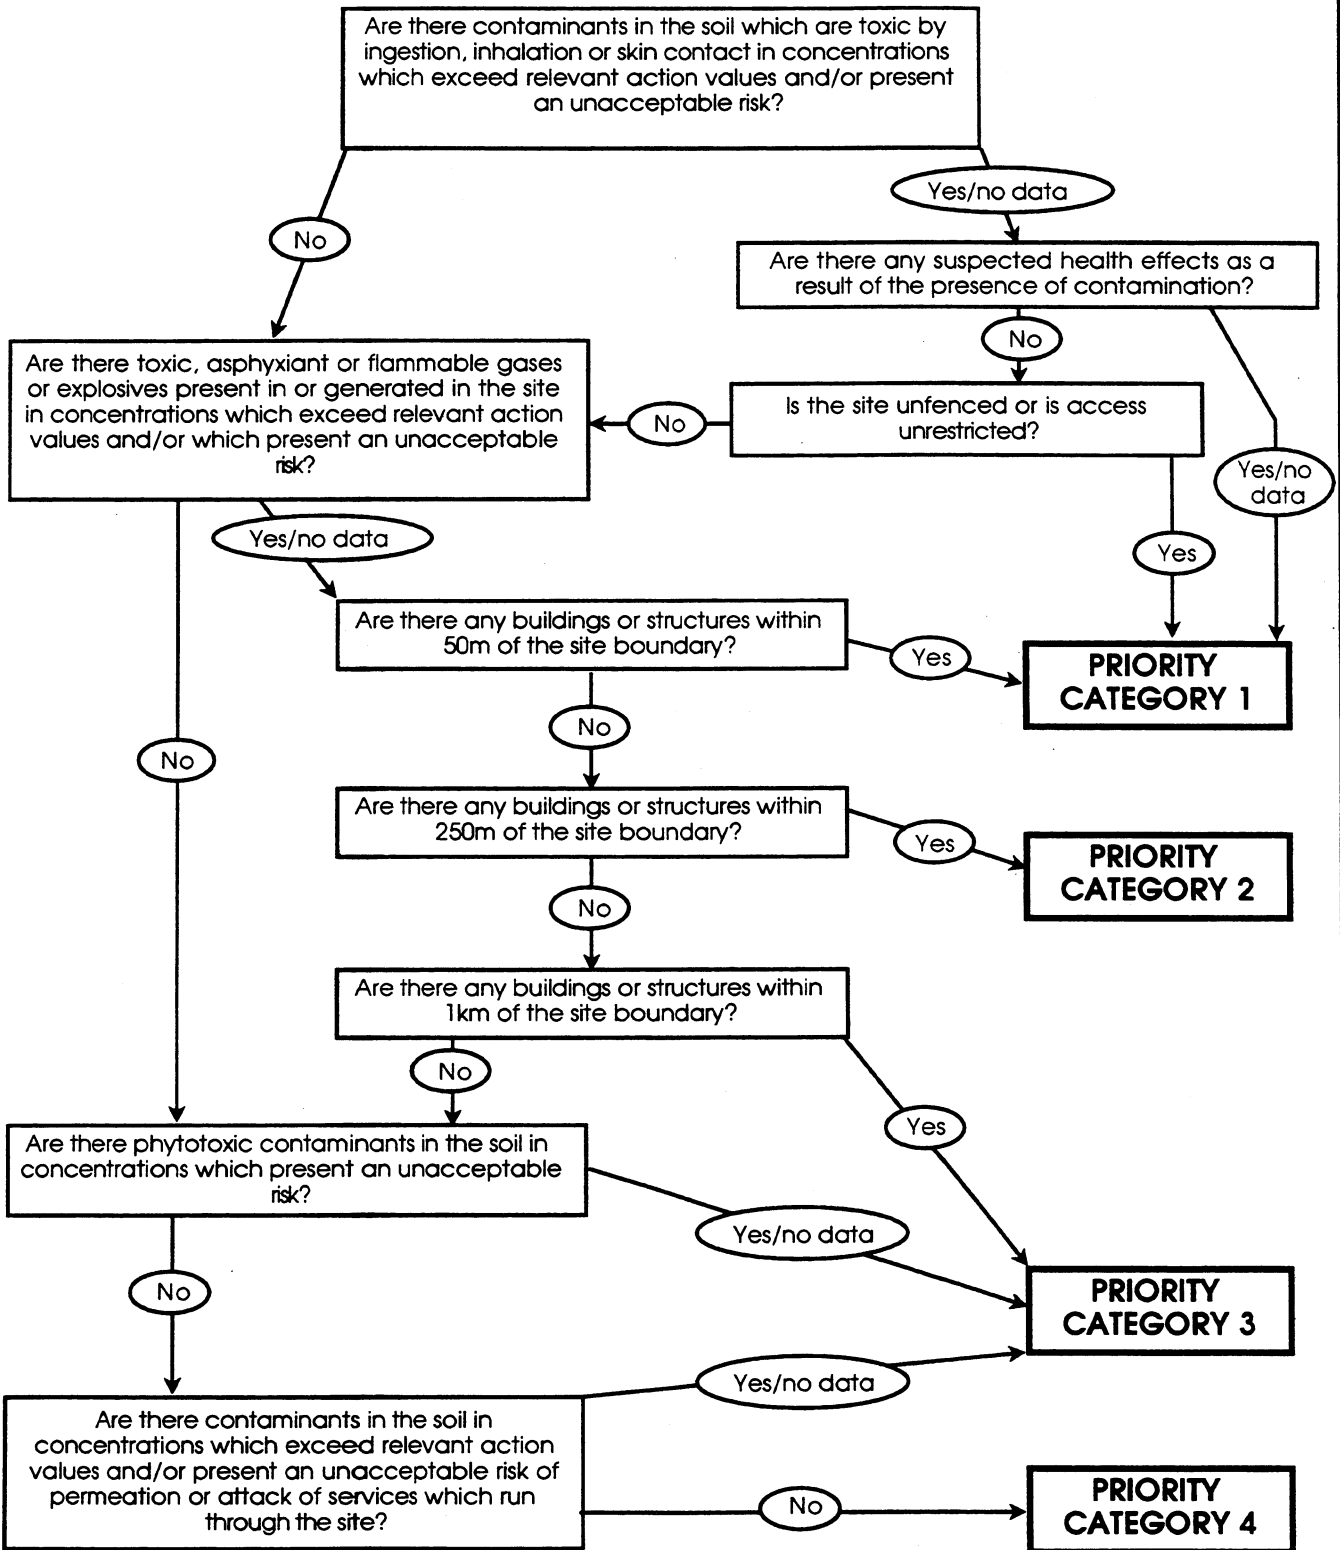 Are there contaminants in the soil which are toxic by
ingestion, inhalation or skin contact in concentrations
which exceed relevant action values and/or present
an unacceptable risk?
Yes/no data
No
Are there any suspected health effects as a
result of the presence of contamination?
No
Are there toxic, asphyxiant or flammable gases
or explosives present in or generated in the site
in concentrations which exceed relevant action
values and/or which present an unacceptable
risk?
No
Is the site unfenced or is access
unrestricted?
Yes/no
data
Yes/no data
Yes
Are there any buildings or structures within
50m of the site boundary?
Yes
PRIORITY
CATEGORY 1
No
No
Are there any buildings or structures within
250m of the site boundary?
Yes
PRIORITY
CATEGORY 2
No
Are there any buildings or structures within
1km of the site boundary?
No
Yes
Are there phytotoxic contaminants in the soil in
concentrations which present an unacceptable
risk?
Yes/no data
No
PRIORITY
CATEGORY 3
Yes/no data
Are there contaminants in the soil in
concentrations which exceed relevant action
values and/or present an unacceptable risk of
permeation or attack of services which run
through the site?
No
PRIORITY
CATEGORY 4